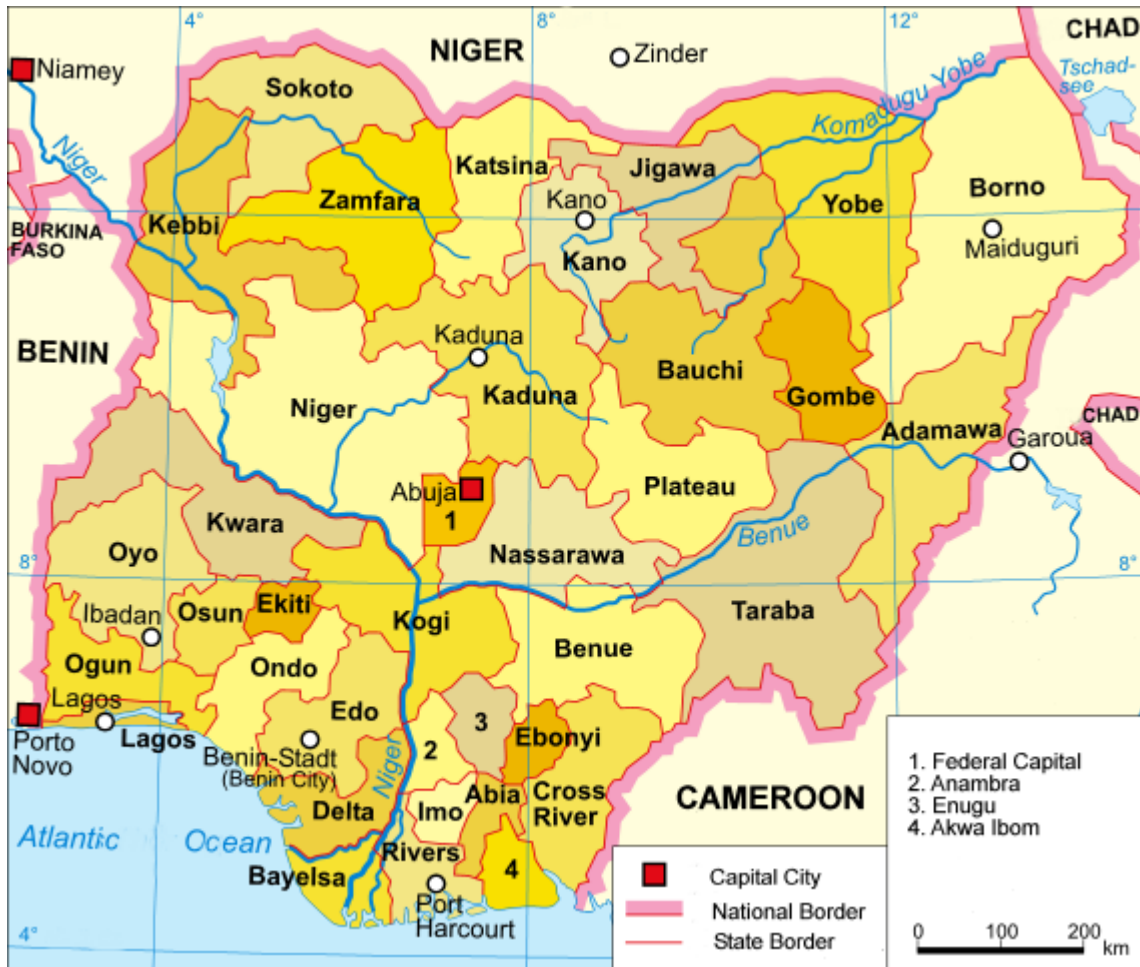 4°
8°
12°
CHAD
NIGER
Zinder
Niamey
Tschad-
see
Sokoto
Komadugu Yobe
Niger
Katsina
Jigawa
Zamfara
Kano
Yobe
Borno
Kebbi
BURKINA
FASO
Maiduguri
Kano
Kaduna
BENIN
Bauchi
Kaduna
Gombe
Niger
CHAD
Adamawa
Garoua
Abuja
Plateau
1
Kwara
Benue
Oyo
Nassarawa
8°
8°
Ekiti
Taraba
Ibadan
Osun
Kogi
Benue
Ogun
Ondo
Lagos
Edo
3
Ebonyi
Porto
Novo
Lagos
2
Benin-Stadt
(Benin City)
Niger
Abia
Cross
River
CAMEROON
Delta
Imo
Atlantic Ocean
Rivers
4
Bayelsa
Port
Harcourt
4°
1. Federal Capital
2. Anambra
3. Enugu
4. Akwa Ibom
Capital City
National Border
State Border
0 100 200
km